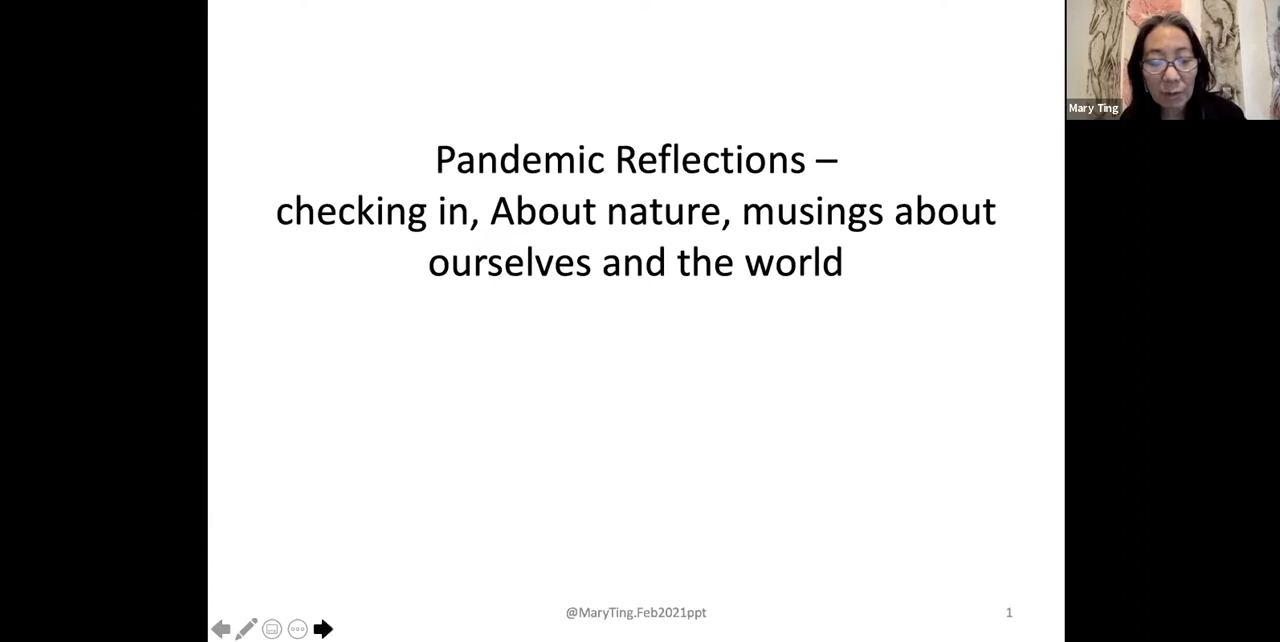 Pandemic Reflections –
checking in, About nature, musings about
ourselves and the world
Mary Ting
@MaryTing.Feb2021ppt
1